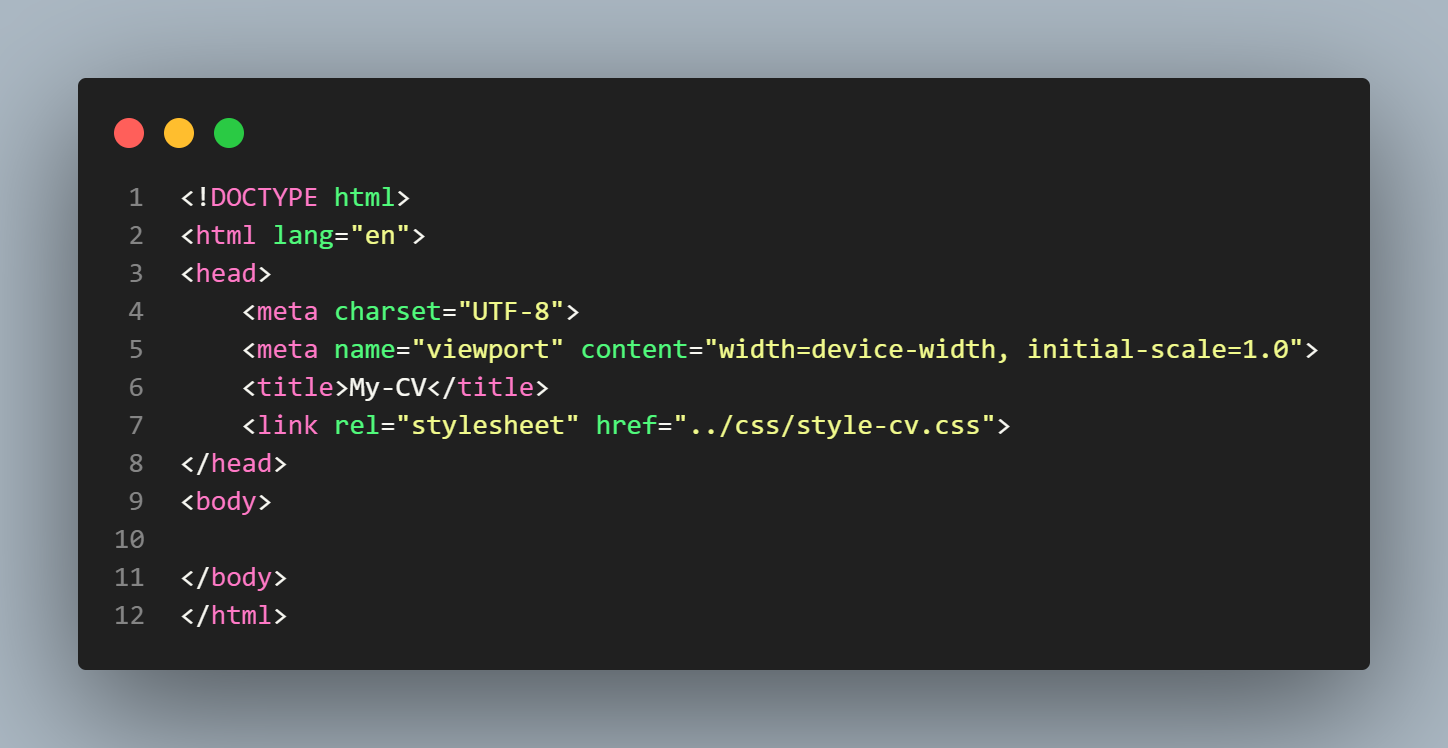 1 <!DOCTYPE html>
2 <html lang="en">
3 <head>
4     <meta charset="UTF-8">
5     <meta name="viewport" content="width=device-width, initial-scale=1.0">
6     <title>My-CV</title>
7     <link rel="stylesheet" href="../css/style-cv.css">
8 </head>
9 <body>
10
11 </body>
12 </html>